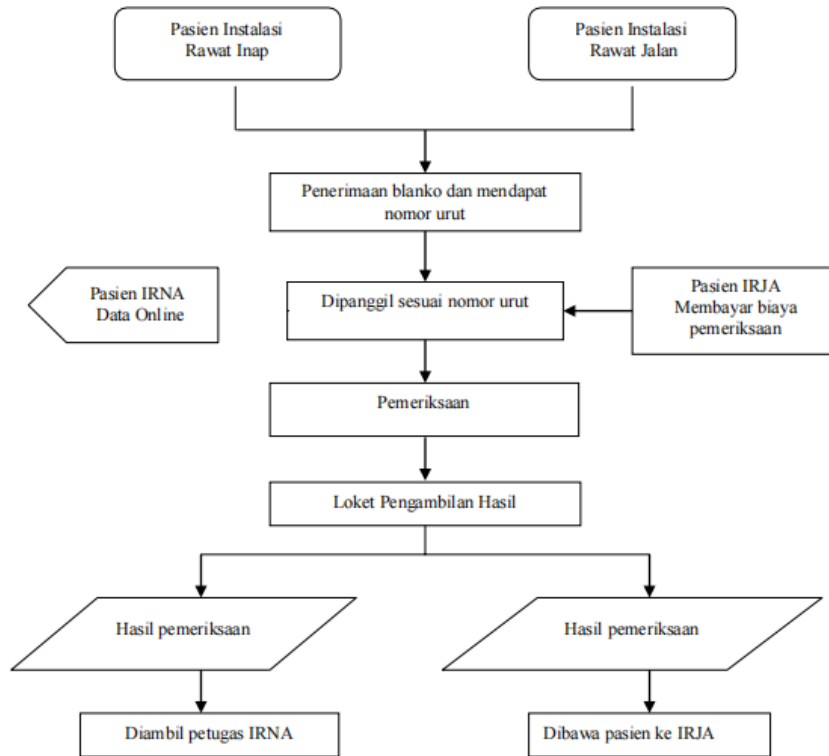 Pasien Instalasi
Rawat Inap
Pasien Instalasi
Rawat Jalan
Penerimaan blanko dan mendapat
nomor urut
Pasien IRNA
Data Online
Dipanggil sesuai nomor urut
Pasien IRJA
Membayar biaya
pemeriksaan
Pemeriksaan
Loket Pengambilan Hasil
Hasil pemeriksaan
Hasil pemeriksaan
Diambil petugas IRNA
Dibawa pasien ke IRJA